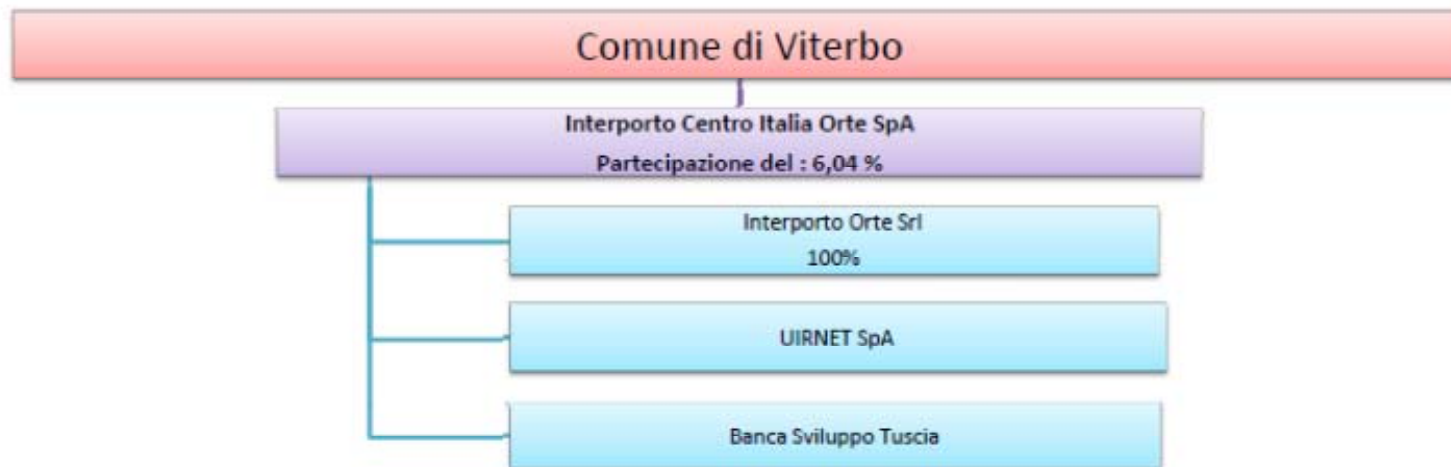 Comune di Viterbo
Interporto Centro Italia Orte SpA
Partecipazione del : 6,04 %
Interporto Orte Srl
100%
UIRNET SpA
Banca Sviluppo Tuscia